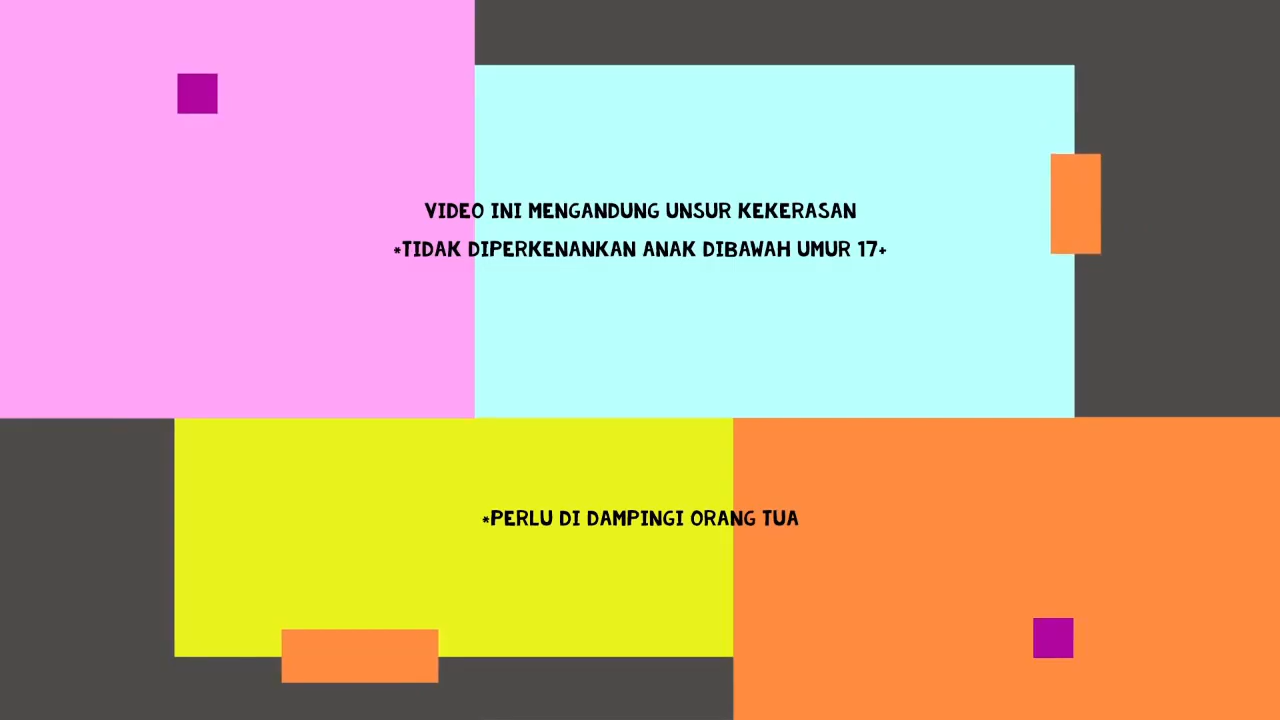 VIDEO INI MENGANDUNG UNSUR KEKERASAN
*TIDAK DIPERKENANKAN ANAK DIBAWAH UMUR 17+
*PERLU DI DAMPINGI ORANG TUA